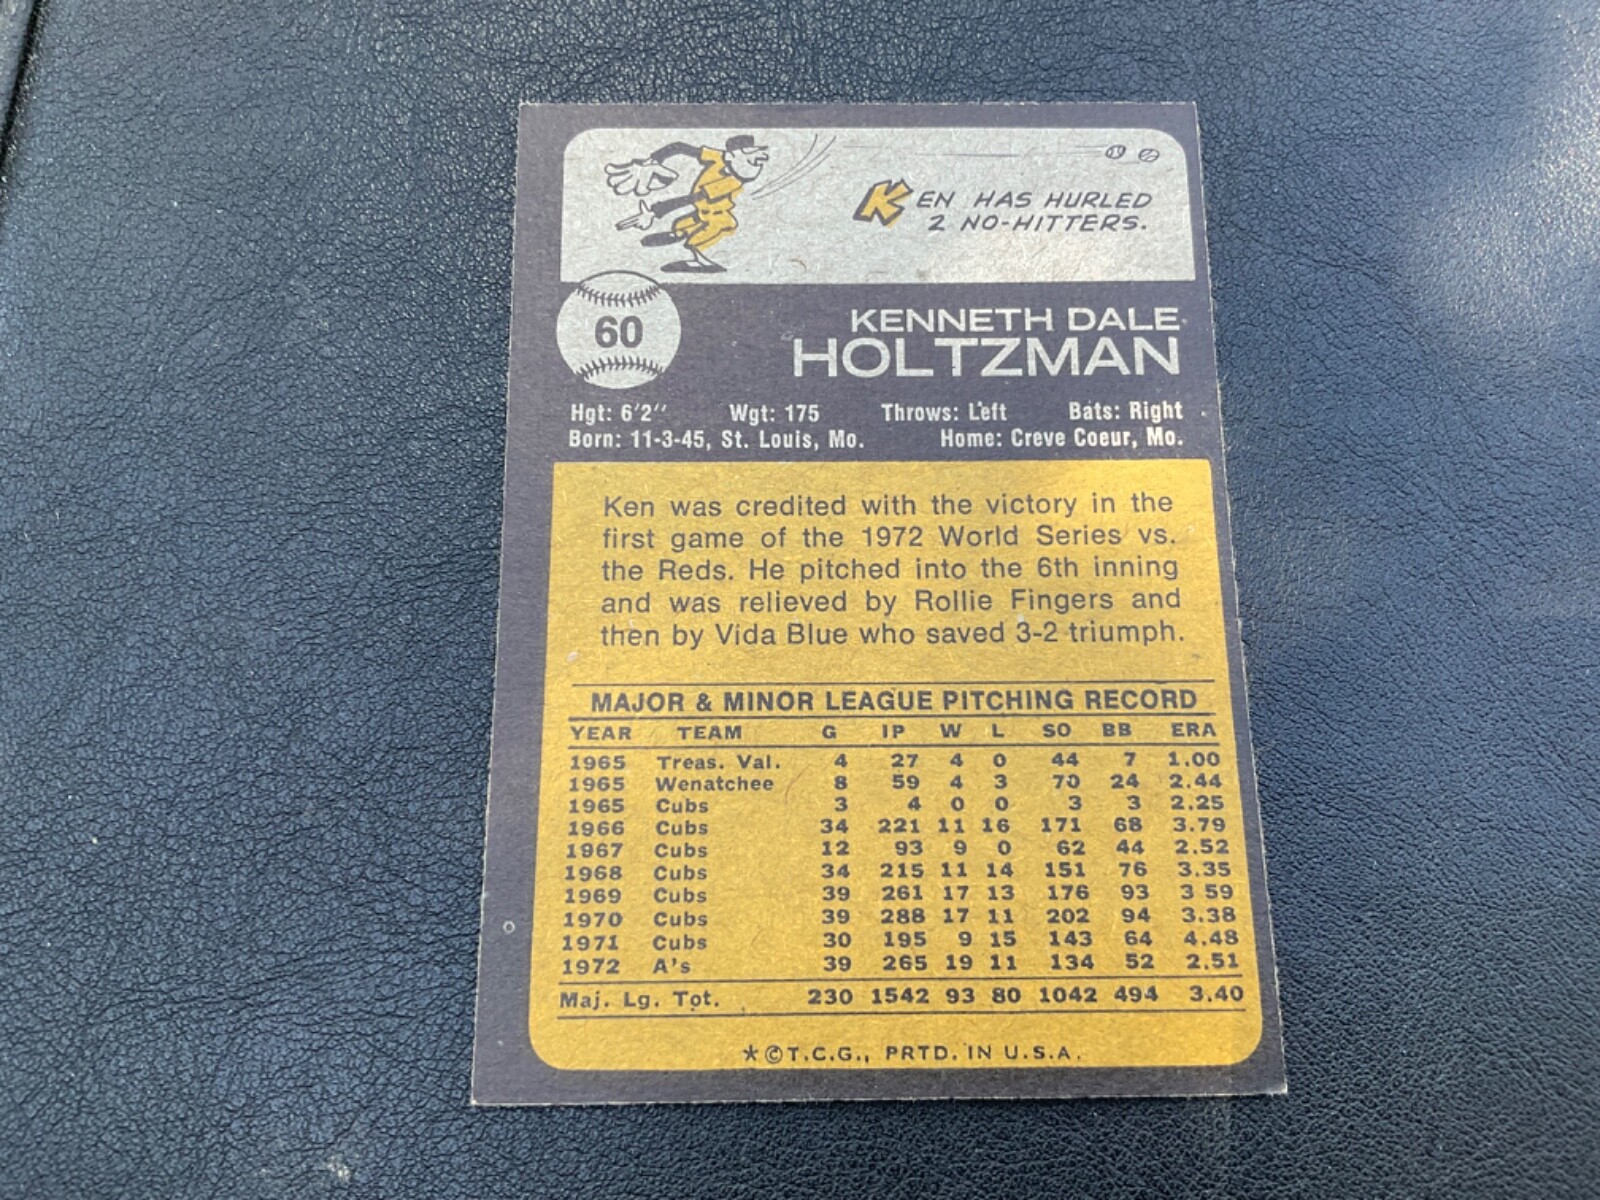 KEN HAS HURLED
2 NO-HITTERS.
60
KENNETH DALE
HOLTZMAN
Hgt: 6'2'' Wgt: 175 Throws: Left Bats: Right
Born: 11-3-45, St. Louis, Mo. Home: Creve Coeur, Mo.
Ken was credited with the victory in the
first game of the 1972 World Series vs.
the Reds. He pitched into the 6th inning
and was relieved by Rollie Fingers and
then by Vida Blue who saved 3-2 triumph.
MAJOR & MINOR LEAGUE PITCHING RECORD
YEAR TEAM G IP W L SO BB ERA
1965 Treas. Val. 4 27 4 0 44 7 1.00
1965 Wenatchee 8 59 4 3 70 24 2.44
1965 Cubs 3 4 0 0 3 3 2.25
1966 Cubs 34 221 11 16 171 68 3.79
1967 Cubs 12 93 9 0 62 44 2.52
1968 Cubs 34 215 11 14 151 76 3.35
1969 Cubs 39 261 17 13 176 93 3 59
1970 Cubs 39 288 17 11 202 94 3.38
1971 Cubs 30 195 9 15 143 64 4.48
1972 A's 39 265 19 11 134 52 2.51
Maj. Lg. Tot. 230 1542 93 80 1042 494 3.40
*©T.C.G., PRTD. IN U.S.A.